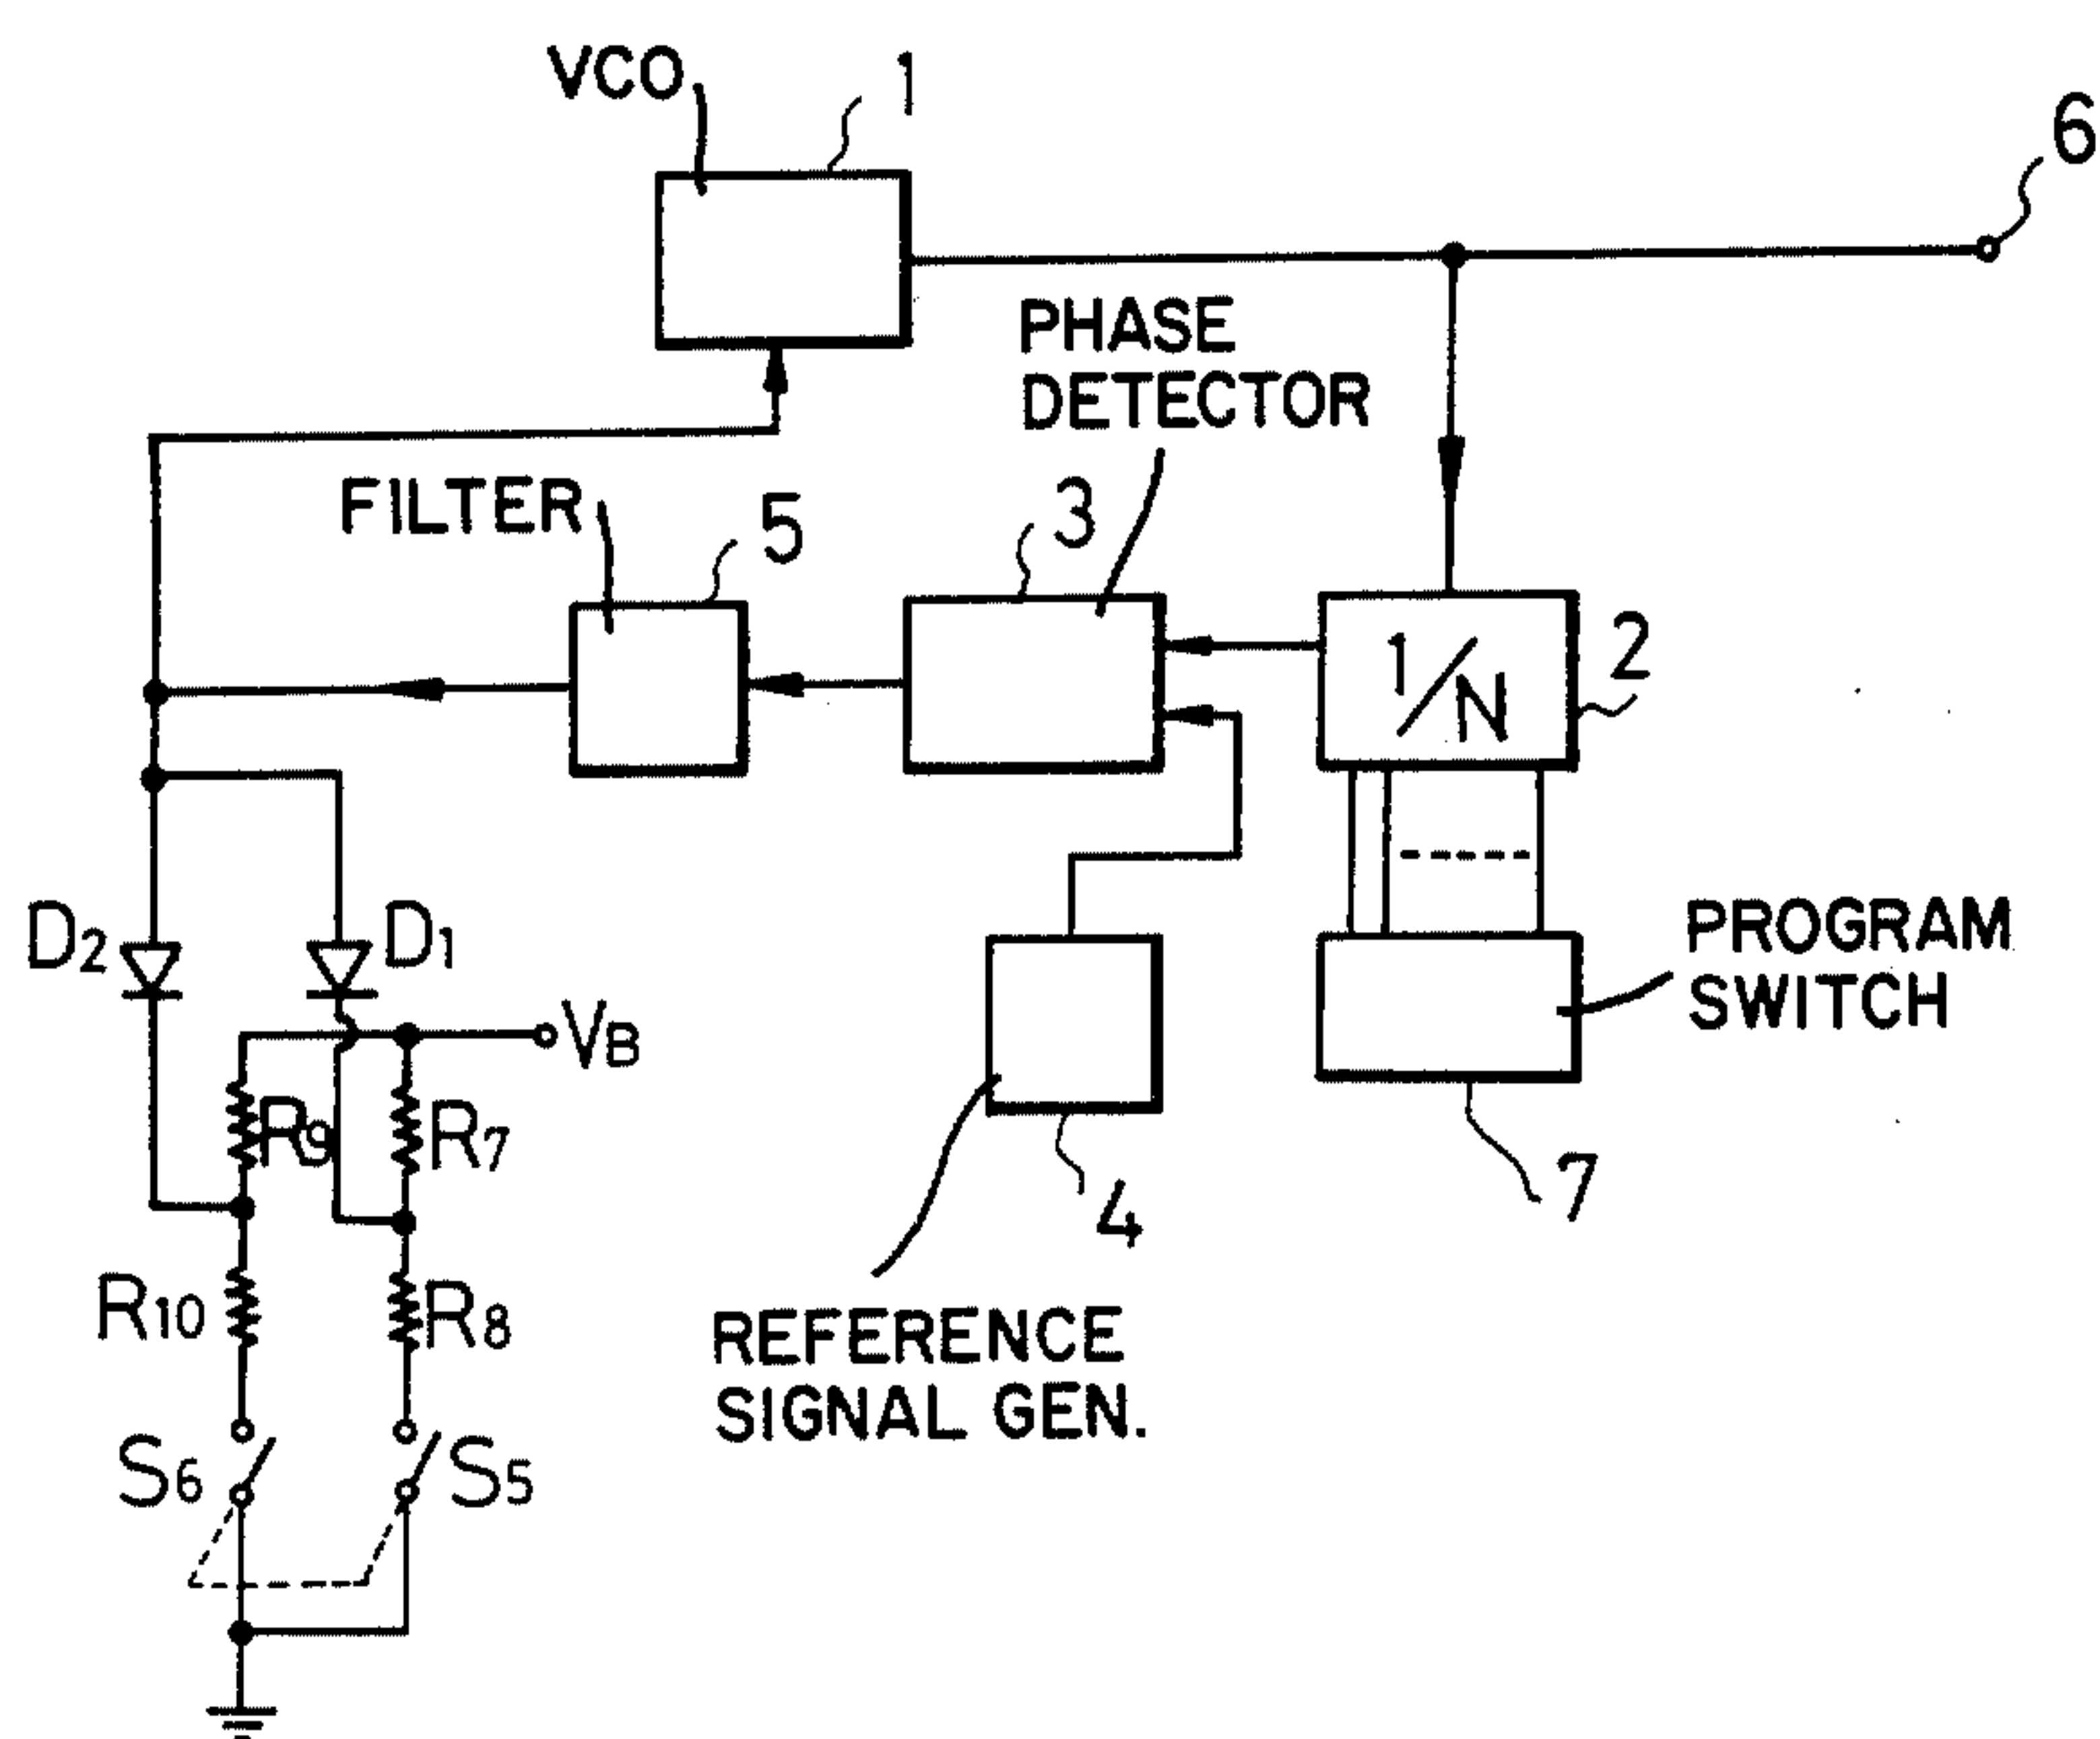 VCO
1
6
PHASE
DETECTOR
FILTER
5
3
1/N
2
D2
D1
VB
PROGRAM
SWITCH
R9
R7
7
4
R10
R8
REFERENCE
SIGNAL GEN.
S6
S5